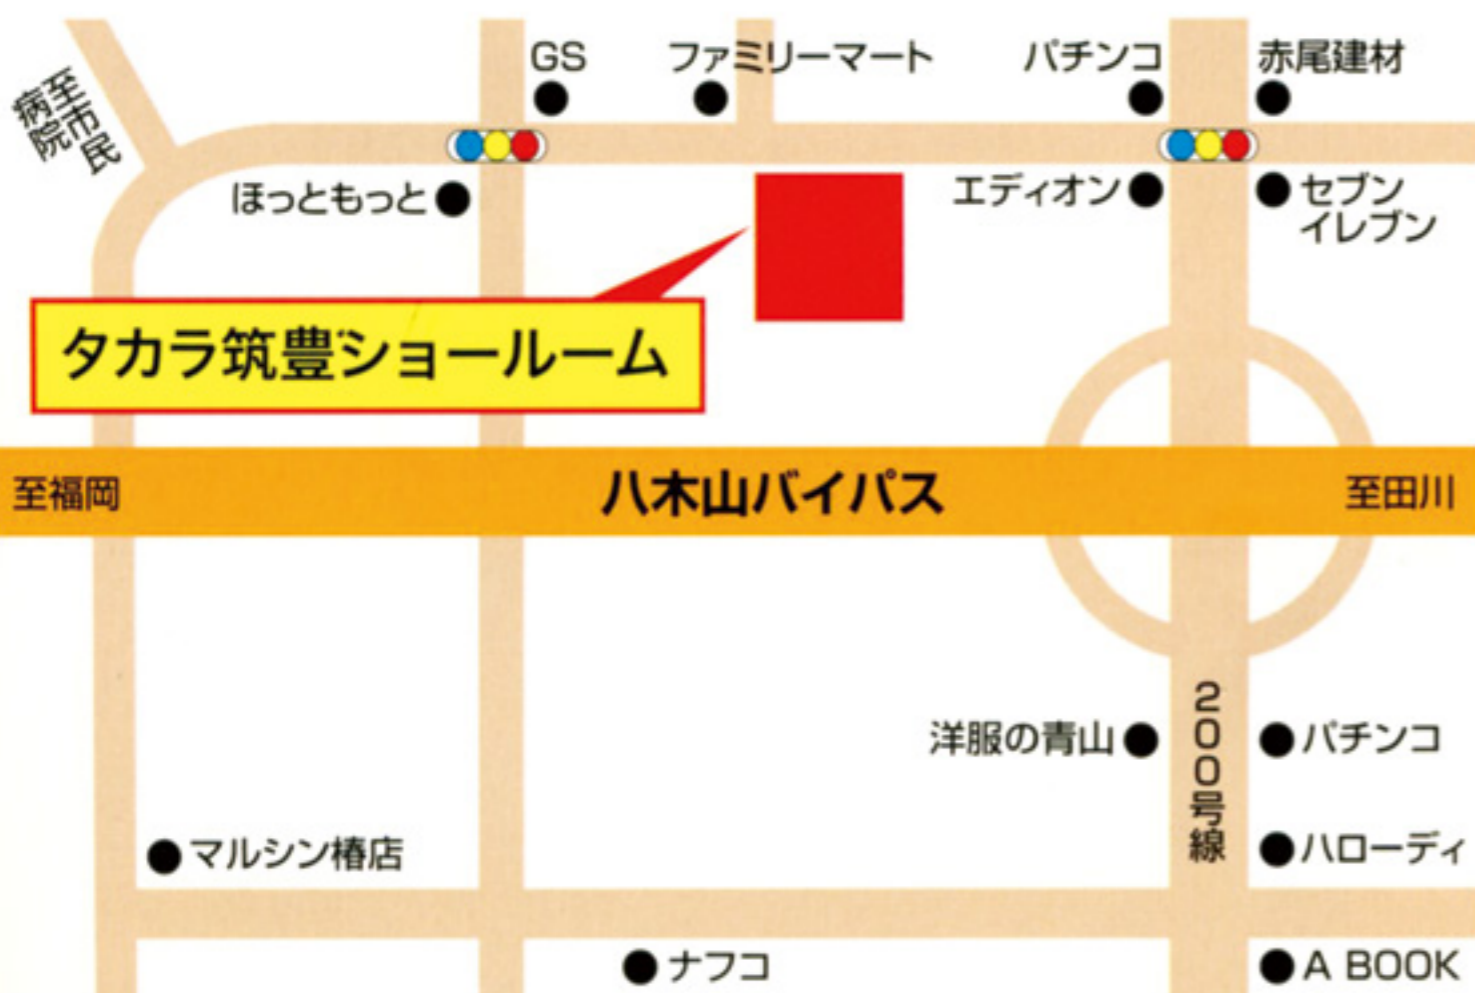 GS
ファミリーマート
パチンコ
赤尾建材
至市民
病院
ほっともっと
エディオン
セブン
イレブン
タカラ筑豊ショールーム
至福岡
八木山バイパス
至田川
200号線
洋服の青山
パチンコ
マルシン椿店
ハローディ
ナフコ
A BOOK